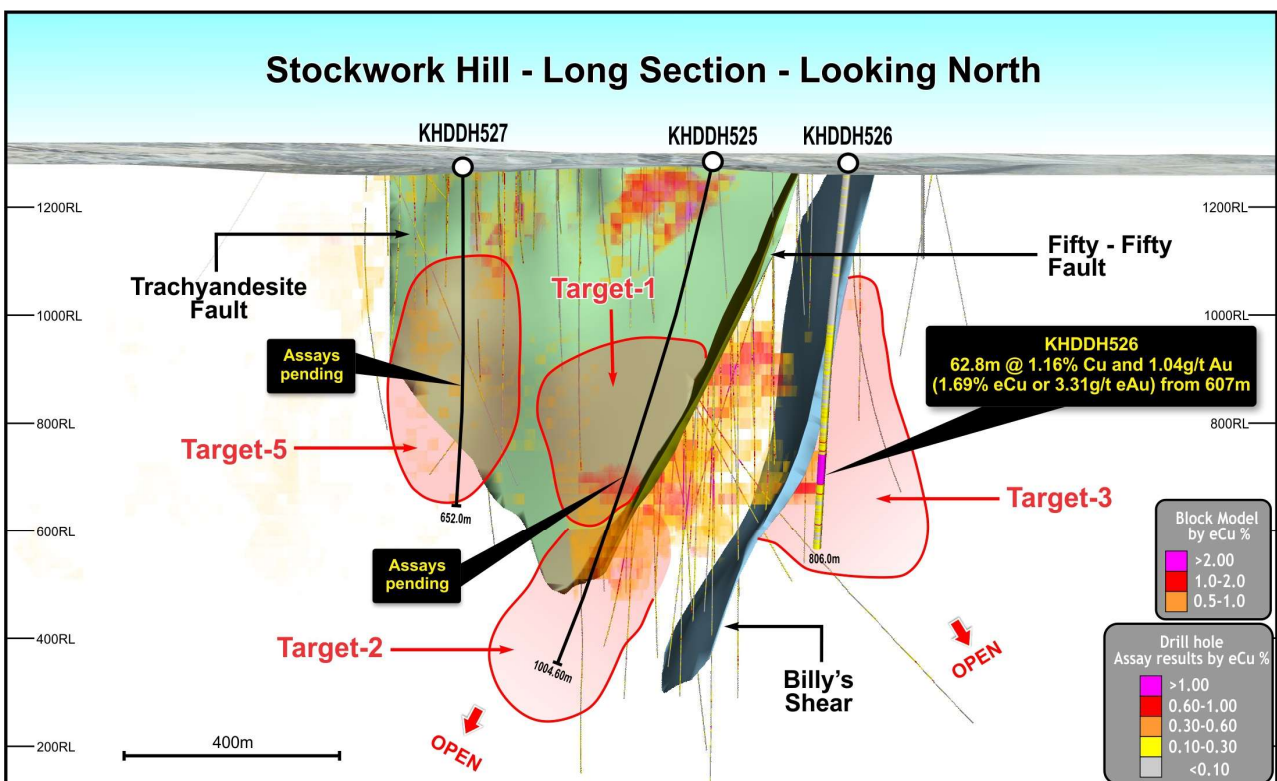 Stockwork Hill - Long Section - Looking North
KHDDH527
KHDDH525
KHDDH526
1200RL
1200RL
Trachyandesite
Fault
Target-1
Fifty - Fifty
Fault
1000RL
1000RL
Assays
pending
KHDDH526
62.8m @ 1.16% Cu and 1.04g/t Au
(1.69% eCu or 3.31g/t eAu) from 607m
800RL
800RL
Target-5
652.0m
Target-3
600RL
806.0m
Assays
pending
Block Model
by eCu %
>2.00
1.0-2.0
0.5-1.0
400RL
Target-2
1004.60m
OPEN
Billy's
Shear
OPEN
Drill hole
Assay results by eCu %
>1.00
0.60-1.00
0.30-0.60
0.10-0.30
<0.10
200RL
400m